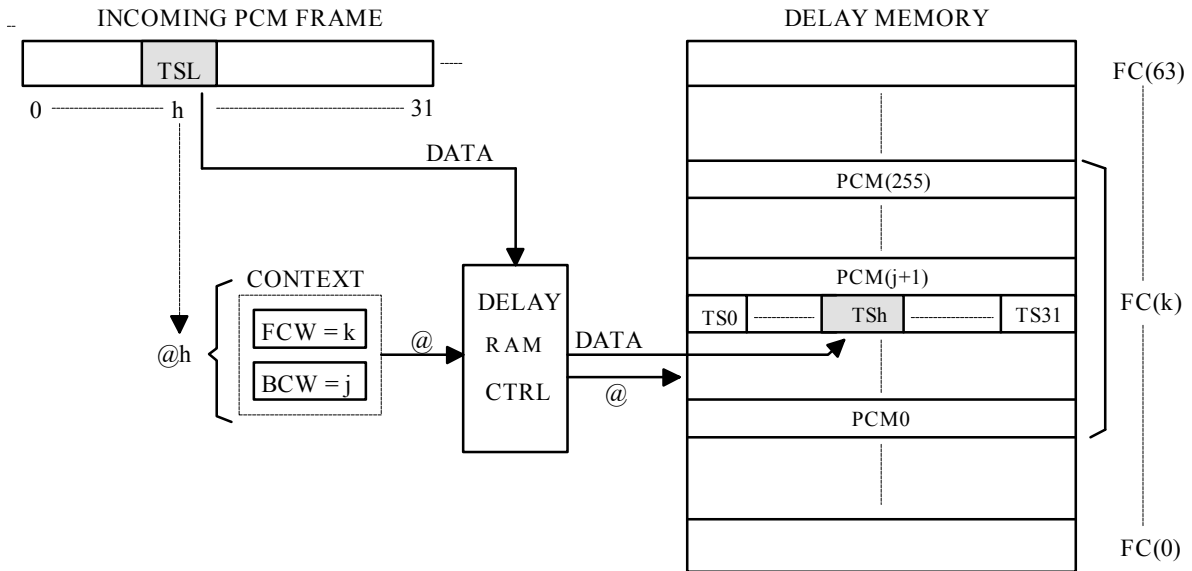 INCOMING PCM FRAME
TSL
0 h 31
DATA
CONTEXT
FCW = k
BCW = j
@h
@
DELAY
RAM
CTRL
DATA
@
DELAY MEMORY
FC(63)
PCM(255)
PCM(j+1)
TS0 TSh TS31
FC(k)
PCM0
FC(0)